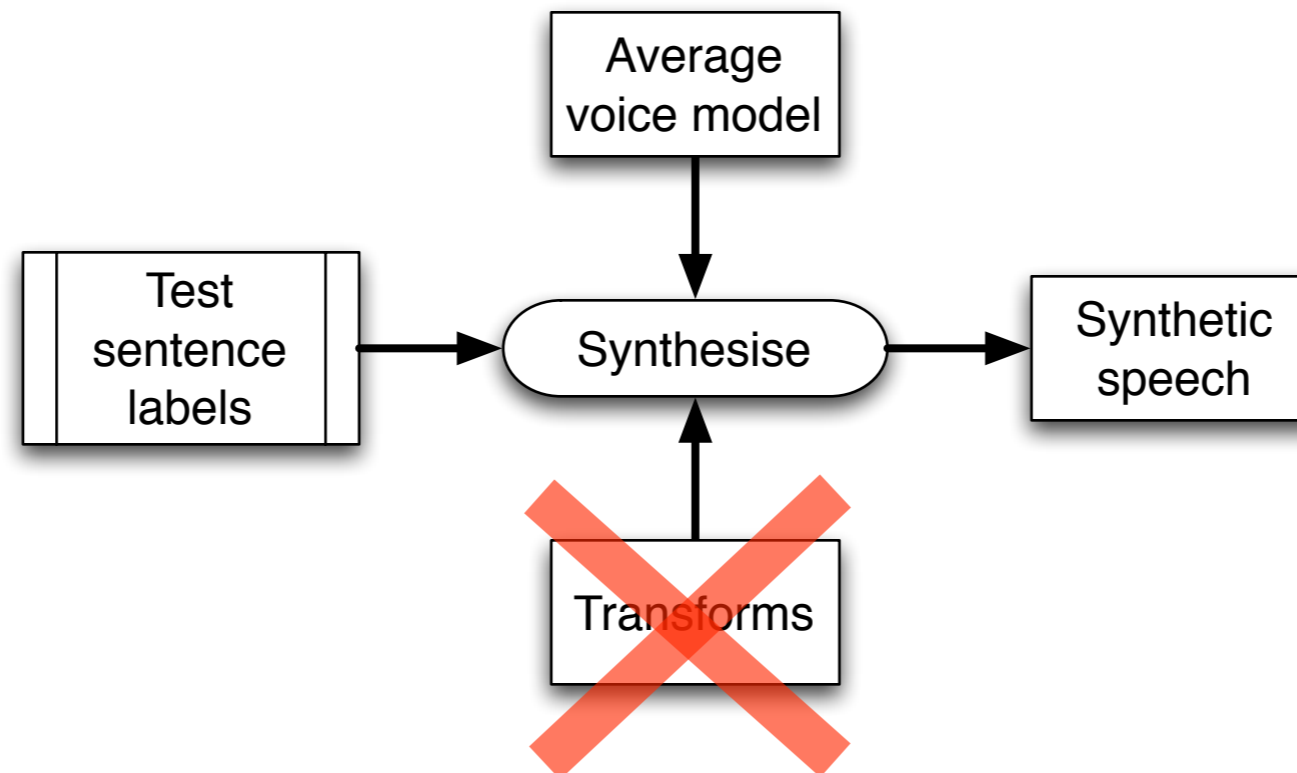 Average
voice model
Test
sentence
labels
Synthesise
Synthetic
speech
Transforms